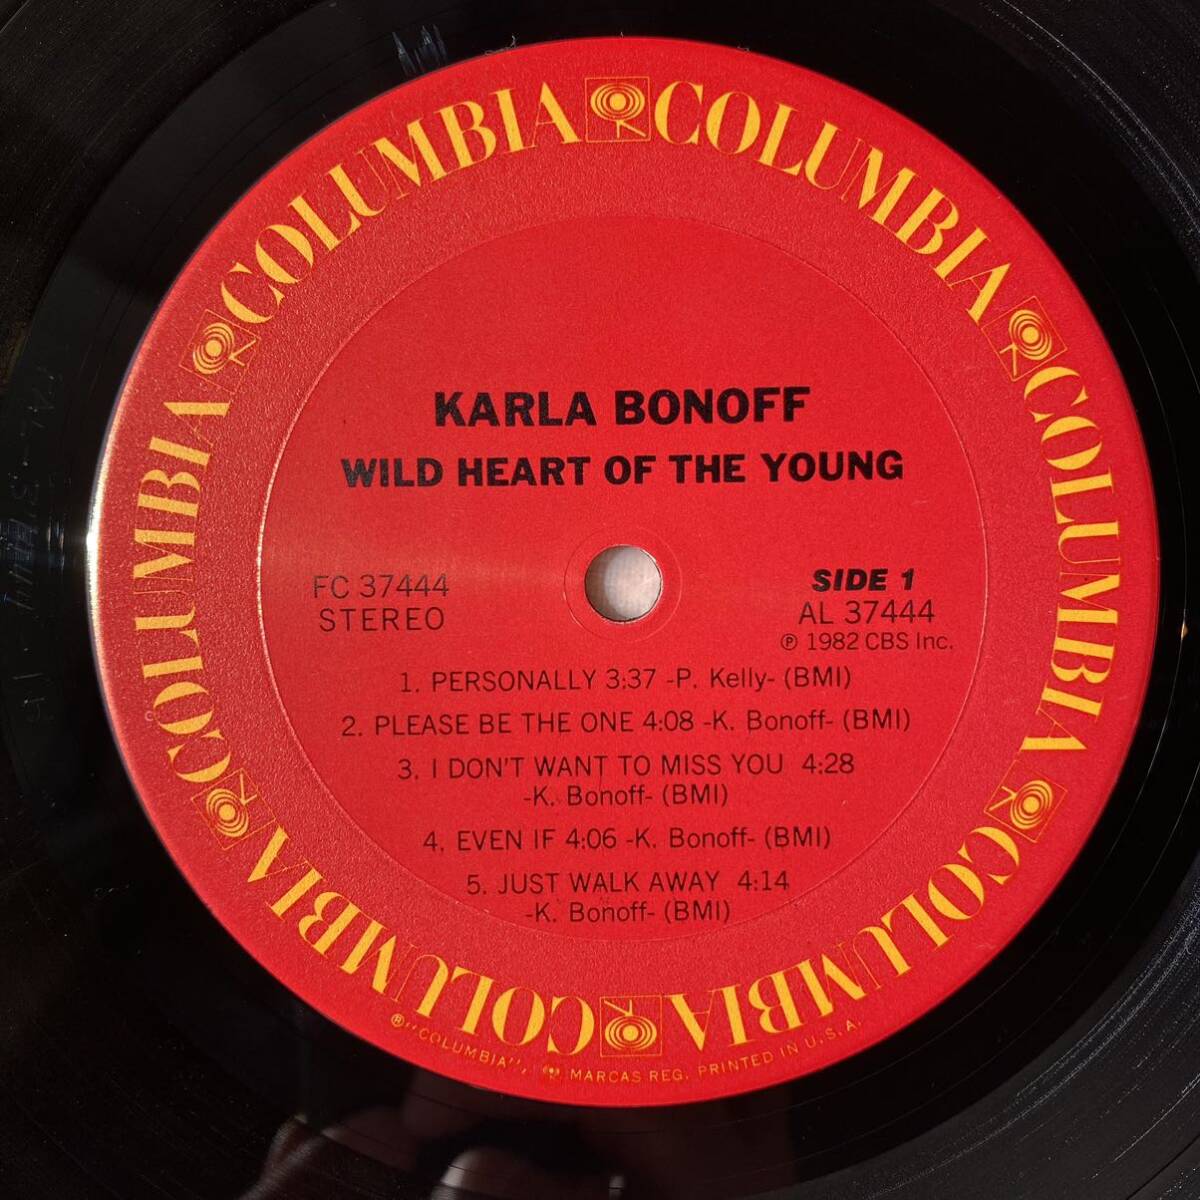 COLUMBIA COLUMBIA COLUMBIA COLUMBIA COLUMBIA COLUMBIA
KARLA BONOFF
WILD HEART OF THE YOUNG
FC 37444
STEREO
SIDE 1
AL 37444
℗ 1982 CBS Inc.
1. PERSONALLY 3:37 -P. Kelly- (BMI)
2. PLEASE BE THE ONE 4:08 -K. Bonoff- (BMI)
3. I DON'T WANT TO MISS YOU 4:28
-K. Bonoff- (BMI)
4. EVEN IF 4:06 -K. Bonoff- (BMI)
5. JUST WALK AWAY 4:14
-K. Bonoff- (BMI)
®"COLUMBIA", MARCAS REG. PRINTED IN U.S.A.